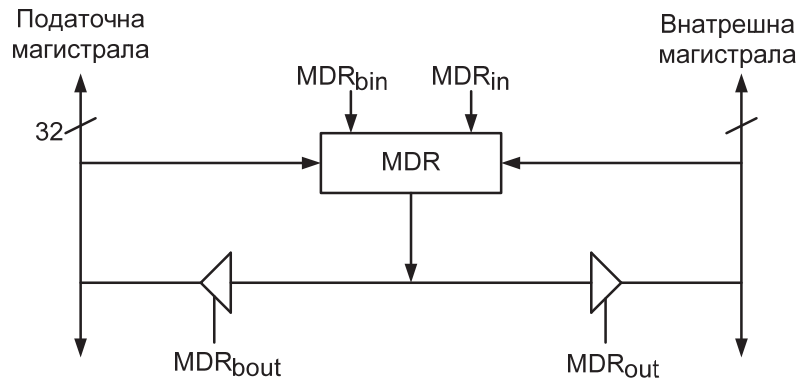 Податочна
магистрала
Внатрешна
магистрала
MDRbin
MDRin
32
MDR
MDRbout
MDRout